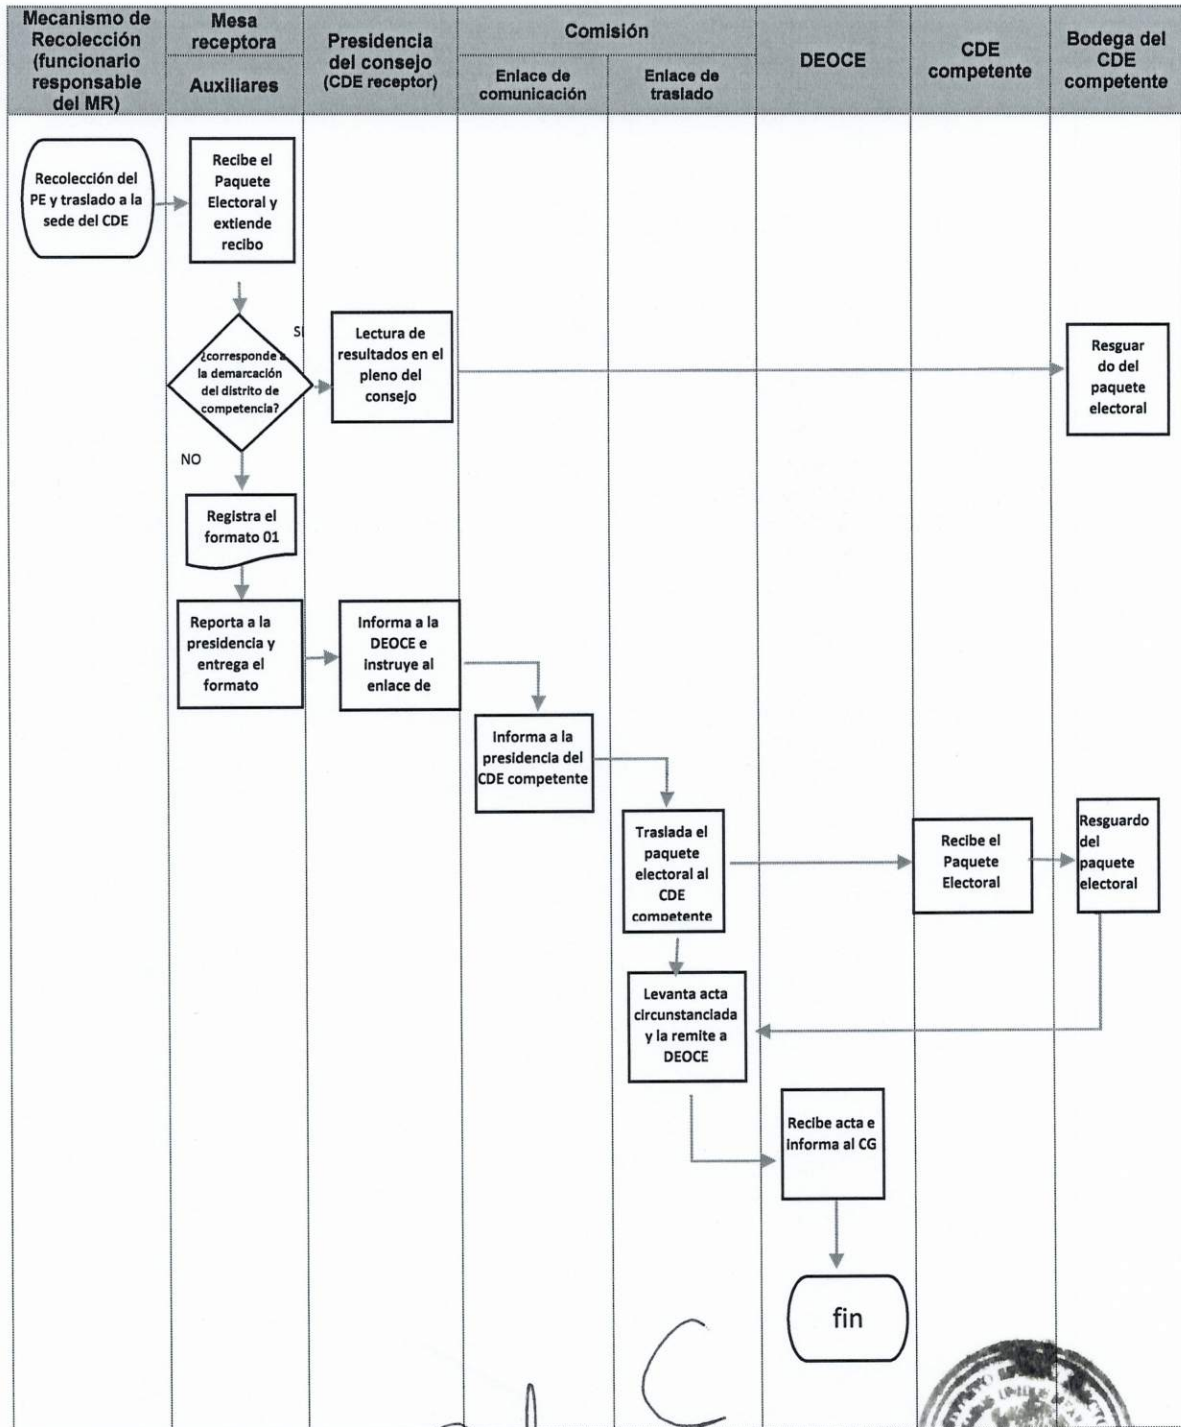 Mecanismo de
Recolección
(funcionario
responsable
del MR)
Mesa
receptora
Auxiliares
Presidencia
del consejo
(CDE receptor)
Comisión
Enlace de
comunicación
Enlace de
traslado
DEOCE
CDE
competente
Bodega del
CDE
competente
Recolección del
PE y traslado a la
sede del CDE
Recibe el
Paquete
Electoral y
extiende
recibo
¿corresponde a
la demarcación
del distrito de
competencia?
SI
Lectura de
resultados en el
pleno del
consejo
Resguar
do del
paquete
electoral
NO
Registra el
formato 01
Reporta a la
presidencia y
entrega el
formato
Informa a la
DEOCE e
instruye al
enlace de
Informa a la
presidencia del
CDE competente
Traslada el
paquete
electoral al
CDE
competente
Recibe el
Paquete
Electoral
Resguardo
del
paquete
electoral
Levanta acta
circunstanciada
y la remite a
DEOCE
Recibe acta e
informa al CG
fin